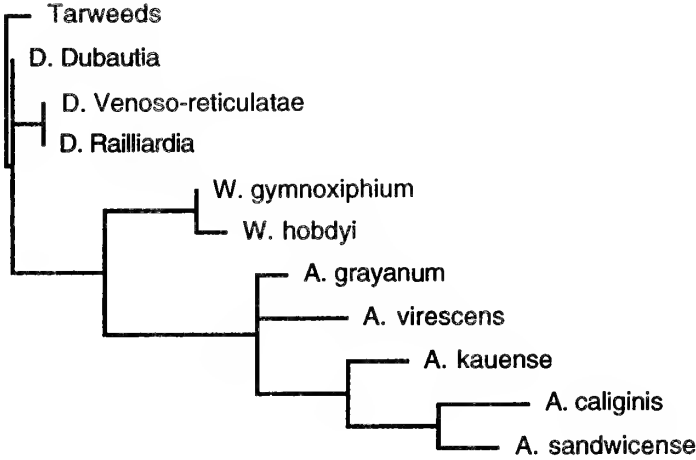 Tarweeds
D. Dubautia
D. Venoso-reticulatae
D. Railliardia
W. gymnoxiphium
W. hobdyi
A. grayanum
A. virescens
A. kauense
A. caliginis
A. sandwicense